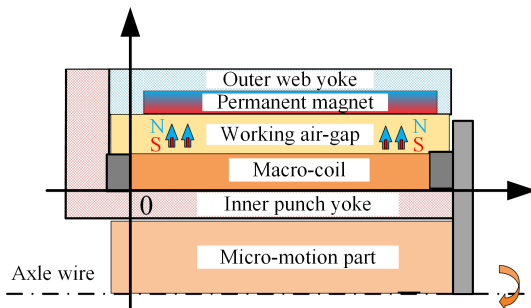 Outer web yoke
Permanent magnet
N Working air-gap N
S S
Macro-coil
0 Inner punch yoke
Micro-motion part
Axle wire